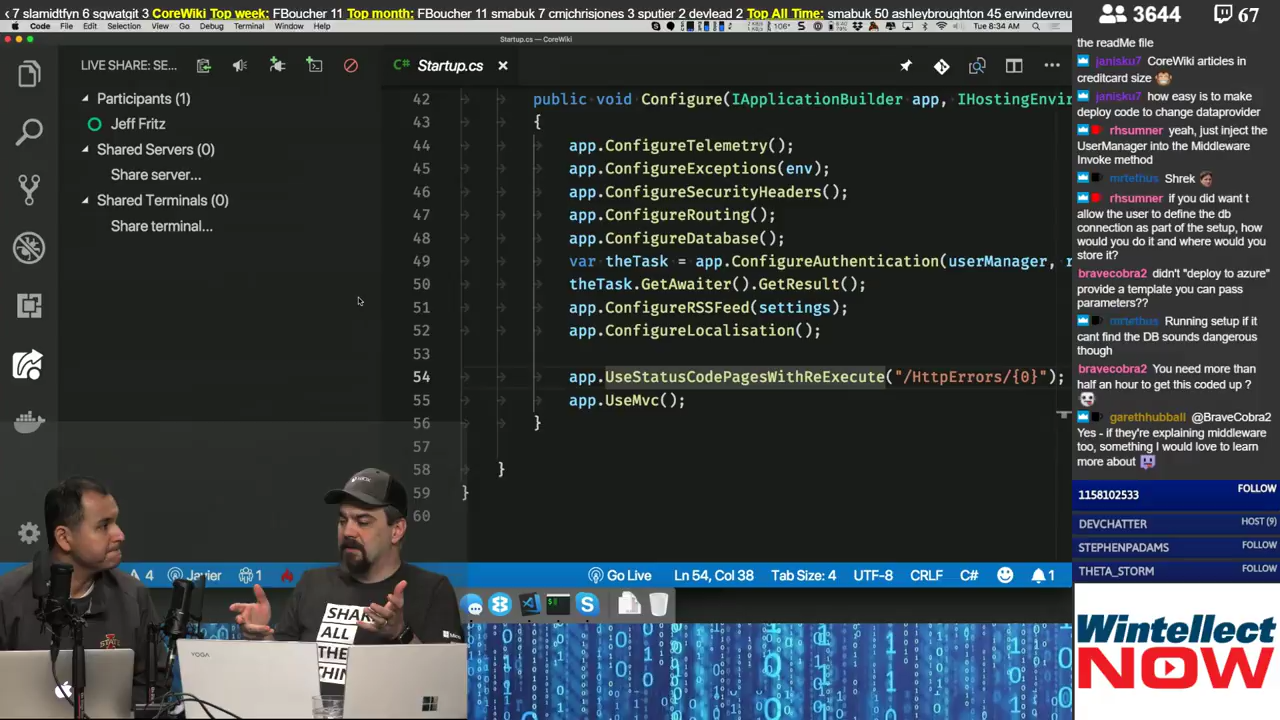 ‹ 7 slamidtfyn 6 sqwatgit 3 CoreWiki Top week: FBoucher 11 Top month: FBoucher 11 smabuk 7 cmjchrisjones 3 sputier 2 devlead 2 Top All Time: smabuk 50 ashleybroughton 45 erwindevreu
Code File Edit Selection View Go Debug Terminal Window Help
Tue 8:34 AM
Startup.cs — CoreWiki
3644
67
LIVE SHARE: SE...
C# Startup.cs
Participants (1)
Jeff Fritz
Shared Servers (0)
Share server...
Shared Terminals (0)
Share terminal...
42 public void Configure(IApplicationBuilder app, IHostingEnvir
43 {
44 app.ConfigureTelemetry();
45 app.ConfigureExceptions(env);
46 app.ConfigureSecurityHeaders();
47 app.ConfigureRouting();
48 app.ConfigureDatabase();
49 var theTask = app.ConfigureAuthentication(userManager, r
50 theTask.GetAwaiter().GetResult();
51 app.ConfigureRSSFeed(settings);
52 app.ConfigureLocalisation();
53
54 app.UseStatusCodePagesWithReExecute("/HttpErrors/{0}");
55 app.UseMvc();
56 }
57
58 }
59 }
60
the readMe file
janisku7 CoreWiki articles in
creditcard size
janisku7 how easy is to make
deploy code to change dataprovider
rhsumner yeah, just inject the
UserManager into the Middleware
Invoke method
mrtethus Shrek
rhsumner if you did want t
allow the user to define the db
connection as part of the setup, how
would you do it and where would you
store it?
bravecobra2 didn't "deploy to azure"
provide a template you can pass
parameters??
mrtethus Running setup if it
cant find the DB sounds dangerous
though
bravecobra2 You need more than
half an hour to get this coded up ?
garethhubball @BraveCobra2
Yes - if they're explaining middleware
too, something I would love to learn
more about
1158102533 FOLLOW
DEVCHATTER HOST (9)
STEPHENPADAMS FOLLOW
THETA_STORM FOLLOW
4 Javier 1 Go Live Ln 54, Col 38 Tab Size: 4 UTF-8 CRLF C# 1
XBOX
SHARE
ALL
THE
THIN
Microsoft
STATE
YOGA
Wintellect
NOW